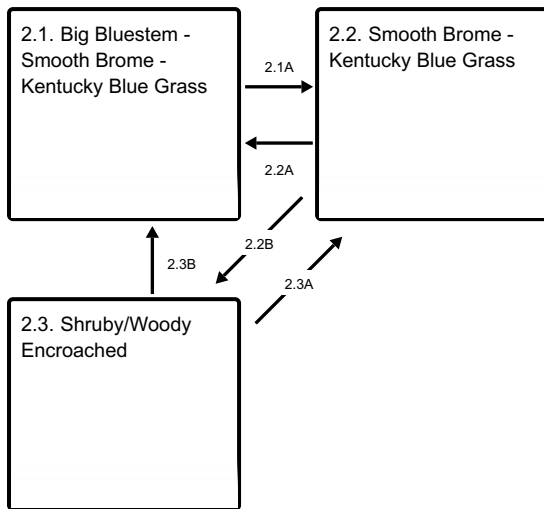 2.1. Big Bluestem -
Smooth Brome -
Kentucky Blue Grass
2.1A
2.2. Smooth Brome -
Kentucky Blue Grass
2.2A
2.2B
2.3B
2.3A
2.3. Shruby/Woody
Encroached